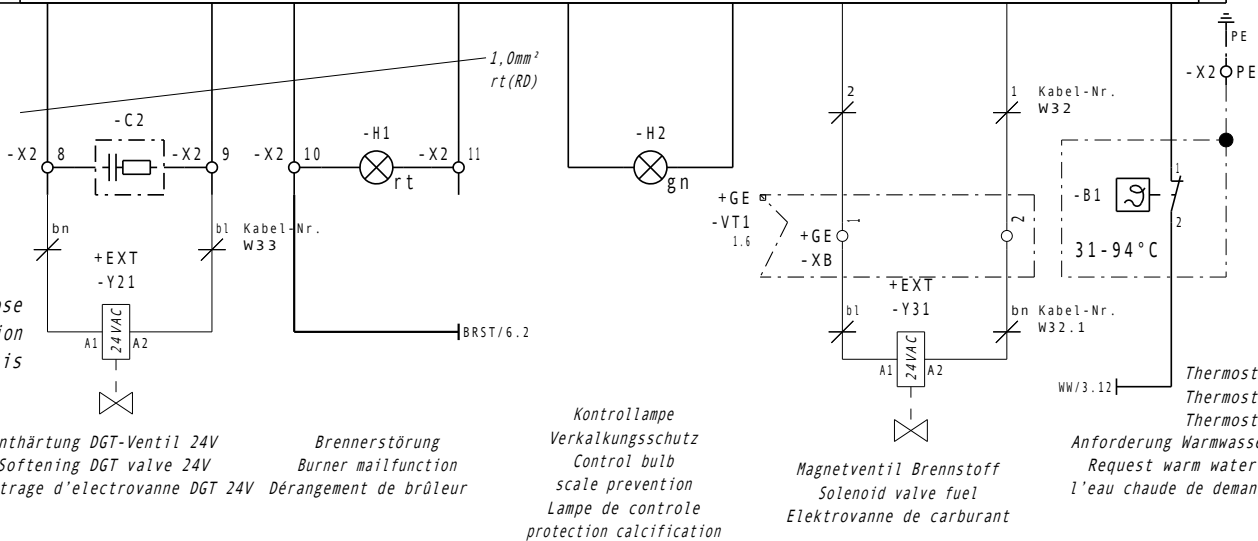 1,0mm²
rt(RD)
PE
-X2 PE
2
1 Kabel-Nr.
W32
-C2
-H1
-H2
-X2 8
-X2 9
-X2 10
-X2 11
rt
gn
-B1
1
2
31-94°C
+GE
-VT1
1.6
1
+GE
-XB
2
bn
bl Kabel-Nr.
W33
+EXT
-Y21
24VAC
A1 A2
BRST/6.2
+EXT
-Y31
bl
bn Kabel-Nr.
W32.1
24VAC
A1 A2
WW/3.12
se
ion
is
Thermost
Thermost
Thermost
Anforderung Warmwasse
Request warm water
l'eau chaude de deman
nthärtung DGT-Ventil 24V
Softening DGT valve 24V
trage d'electrovanne DGT 24V
Brennerstörung
Burner mailfunction
Dérangement de brûleur
Kontrollampe
Verkalkungsschutz
Control bulb
scale prevention
Lampe de controle
protection calcification
Magnetventil Brennstoff
Solenoid valve fuel
Elektrovanne de carburant